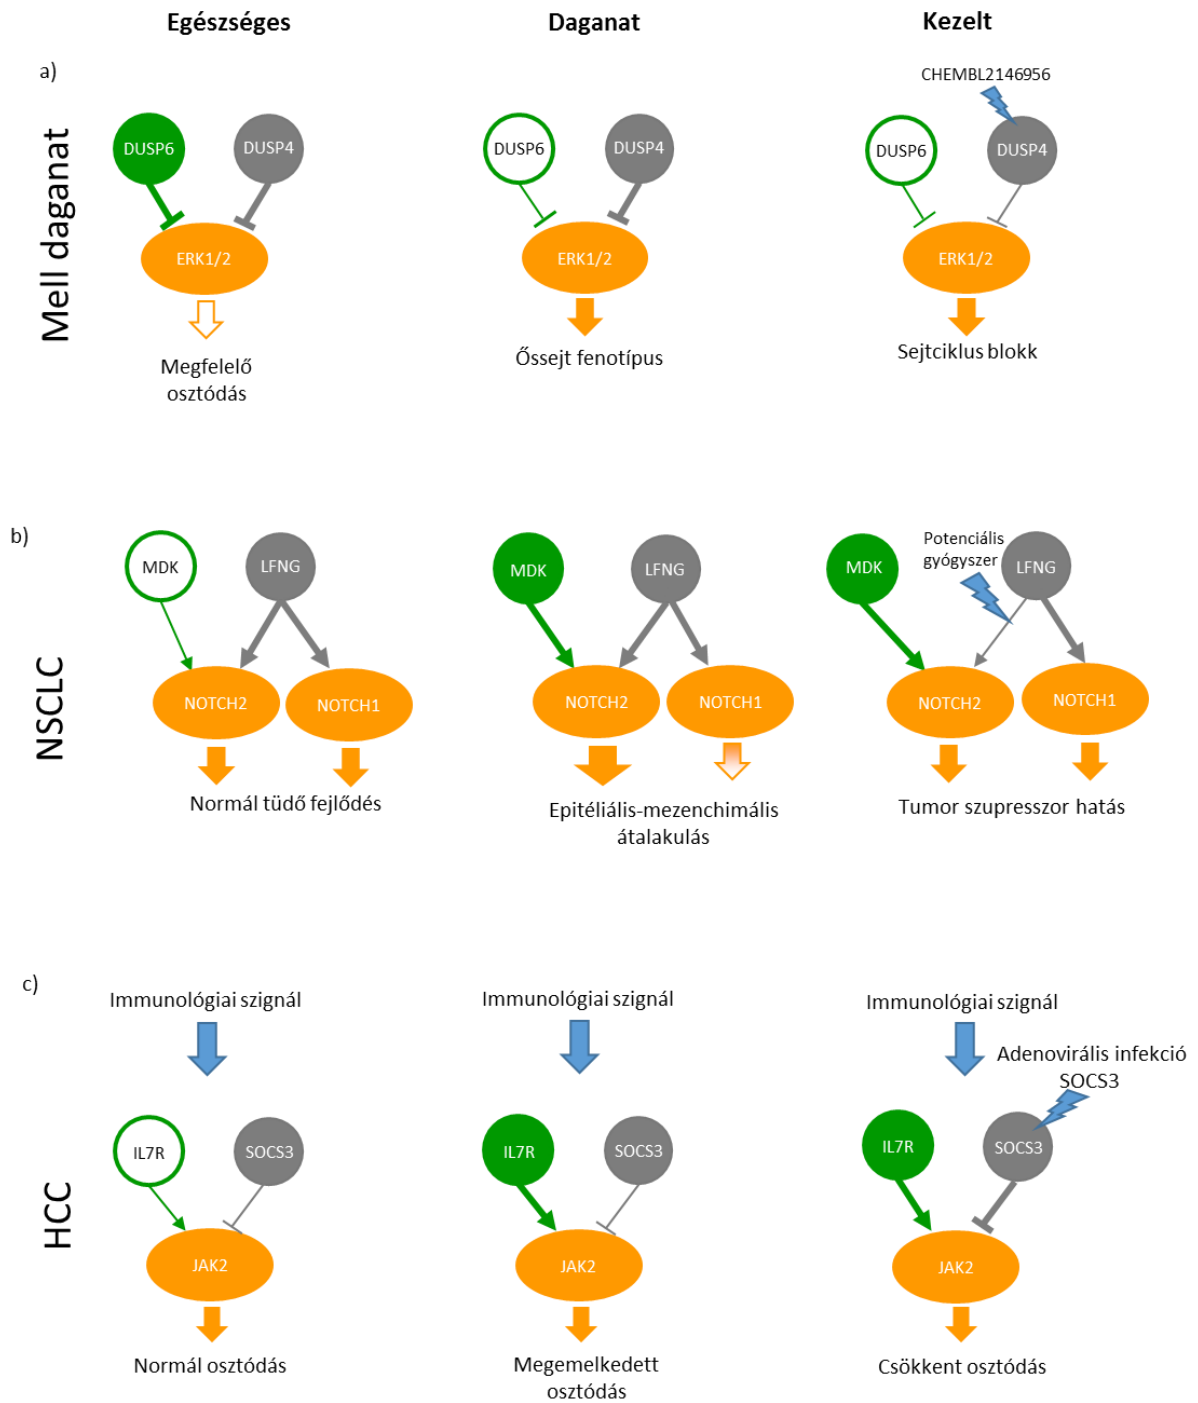 Egészséges
Daganat
Kezelt
a)
Mell daganat
DUSP6
DUSP4
ERK1/2
Megfelelő
osztódás
DUSP6
DUSP4
ERK1/2
Őssejt fenotípus
CHEMBL2146956
DUSP6
DUSP4
ERK1/2
Sejtciklus blokk
b)
NSCLC
MDK
LFNG
NOTCH2
NOTCH1
Normál tüdő fejlődés
MDK
LFNG
NOTCH2
NOTCH1
Epitéliális-mezenchimális
átalakulás
Potenciális
gyógyszer
MDK
LFNG
NOTCH2
NOTCH1
Tumor szupresszor hatás
c)
HCC
Immunológiai szignál
IL7R
SOCS3
JAK2
Normál osztódás
Immunológiai szignál
IL7R
SOCS3
JAK2
Megemelkedett
osztódás
Immunológiai szignál
Adenovirális infekció
SOCS3
IL7R
SOCS3
JAK2
Csökkent osztódás